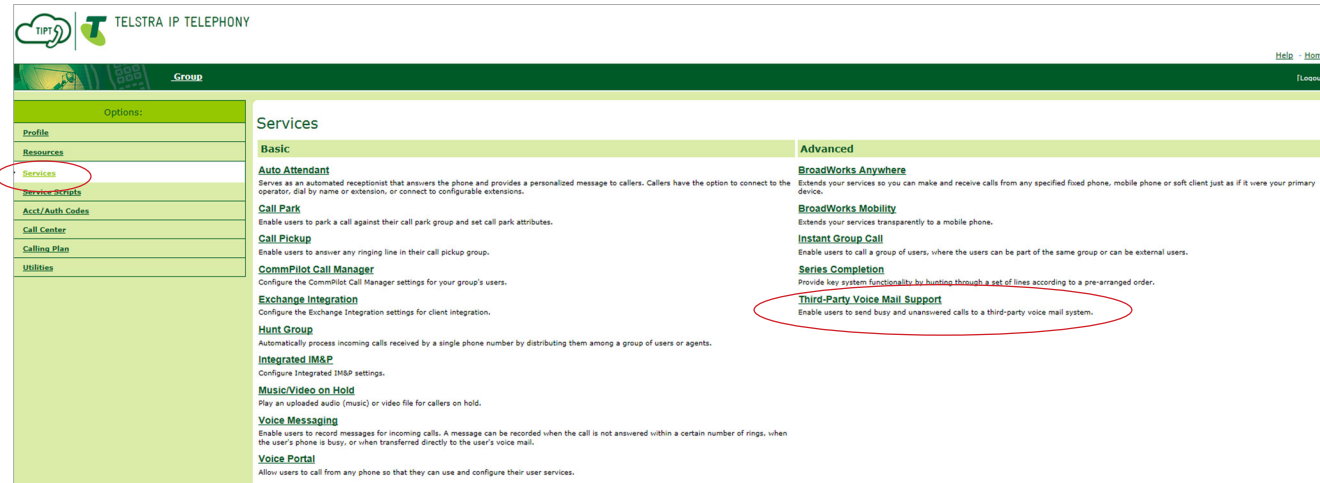 TIPT
TELSTRA IP TELEPHONY
Help - Hom
Group
[Logou
Options:
Profile
Resources
Services
Service Scripts
Acct/Auth Codes
Call Center
Calling Plan
Utilities
Services
Basic
Auto Attendant
Serves as an automated receptionist that answers the phone and provides a personalized message to callers. Callers have the option to connect to the
operator, dial by name or extension, or connect to configurable extensions.
Call Park
Enable users to park a call against their call park group and set call park attributes.
Call Pickup
Enable users to answer any ringing line in their call pickup group.
CommPilot Call Manager
Configure the CommPilot Call Manager settings for your group's users.
Exchange Integration
Configure the Exchange Integration settings for client integration.
Hunt Group
Automatically process incoming calls received by a single phone number by distributing them among a group of users or agents.
Integrated IM&P
Configure Integrated IM&P settings.
Music/Video on Hold
Play an uploaded audio (music) or video file for callers on hold.
Voice Messaging
Enable users to record messages for incoming calls. A message can be recorded when the call is not answered within a certain number of rings, when
the user's phone is busy, or when transferred directly to the user's voice mail.
Voice Portal
Allow users to call from any phone so that they can use and configure their user services.
Advanced
BroadWorks Anywhere
Extends your services so you can make and receive calls from any specified fixed phone, mobile phone or soft client just as if it were your primary
device.
BroadWorks Mobility
Extends your services transparently to a mobile phone.
Instant Group Call
Enable users to call a group of users, where the users can be part of the same group or can be external users.
Series Completion
Provide key system functionality by hunting through a set of lines according to a pre-arranged order.
Third-Party Voice Mail Support
Enable users to send busy and unanswered calls to a third-party voice mail system.